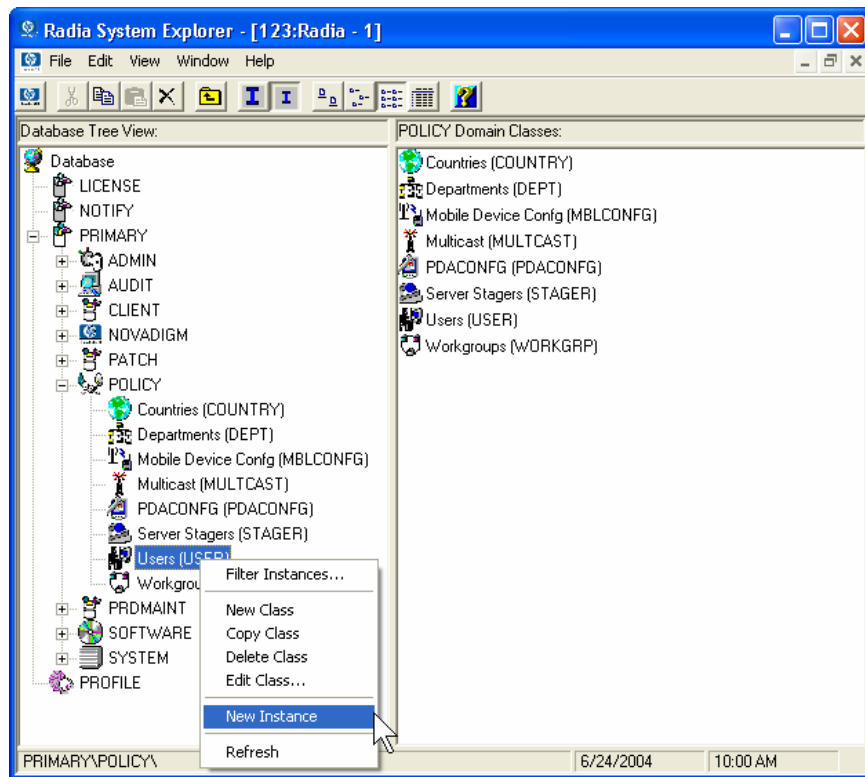 Radia System Explorer - [123:Radia - 1]
File Edit View Window Help
Database Tree View:
Database
LICENSE
NOTIFY
PRIMARY
ADMIN
AUDIT
CLIENT
NOVADIGM
PATCH
POLICY
Countries (COUNTRY)
Departments (DEPT)
Mobile Device Confg (MBLCONFG)
Multicast (MULTCAST)
PDACONFG (PDACONFG)
Server Stagers (STAGER)
Users (USER)
Workgrou
PRDMAINT
SOFTWARE
SYSTEM
PROFILE
Filter Instances...
New Class
Copy Class
Delete Class
Edit Class...
New Instance
Refresh
POLICY Domain Classes:
Countries (COUNTRY)
Departments (DEPT)
Mobile Device Confg (MBLCONFG)
Multicast (MULTCAST)
PDACONFG (PDACONFG)
Server Stagers (STAGER)
Users (USER)
Workgroups (WORKGRP)
PRIMARY\POLICY\ 6/24/2004 10:00 AM